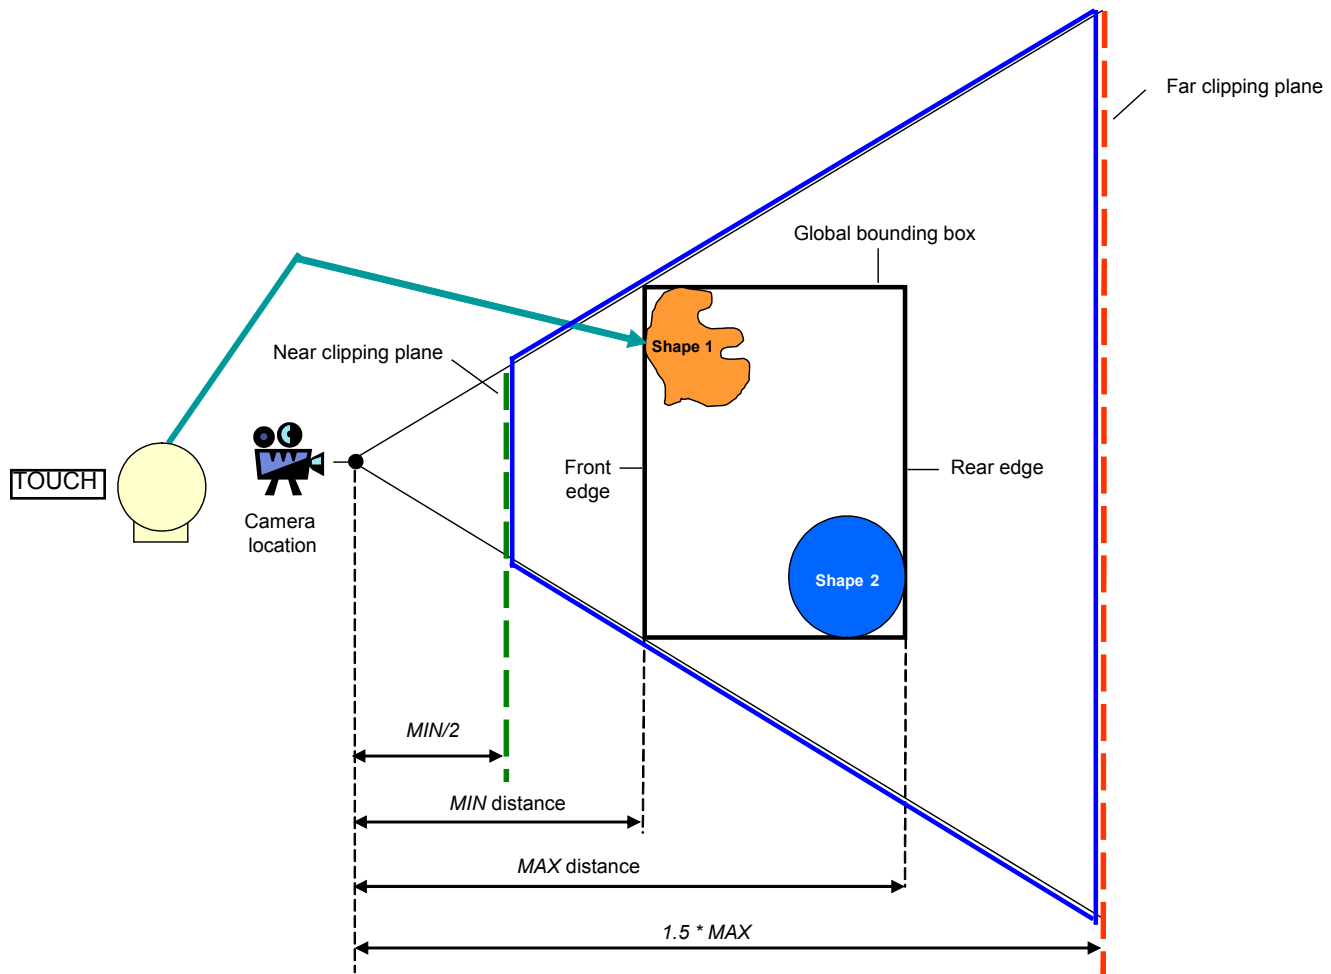 Far clipping plane
Global bounding box
Near clipping plane
Shape 1
TOUCH
Camera
location
Front
edge
Rear edge
Shape 2
MIN/2
MIN distance
MAX distance
1.5 * MAX